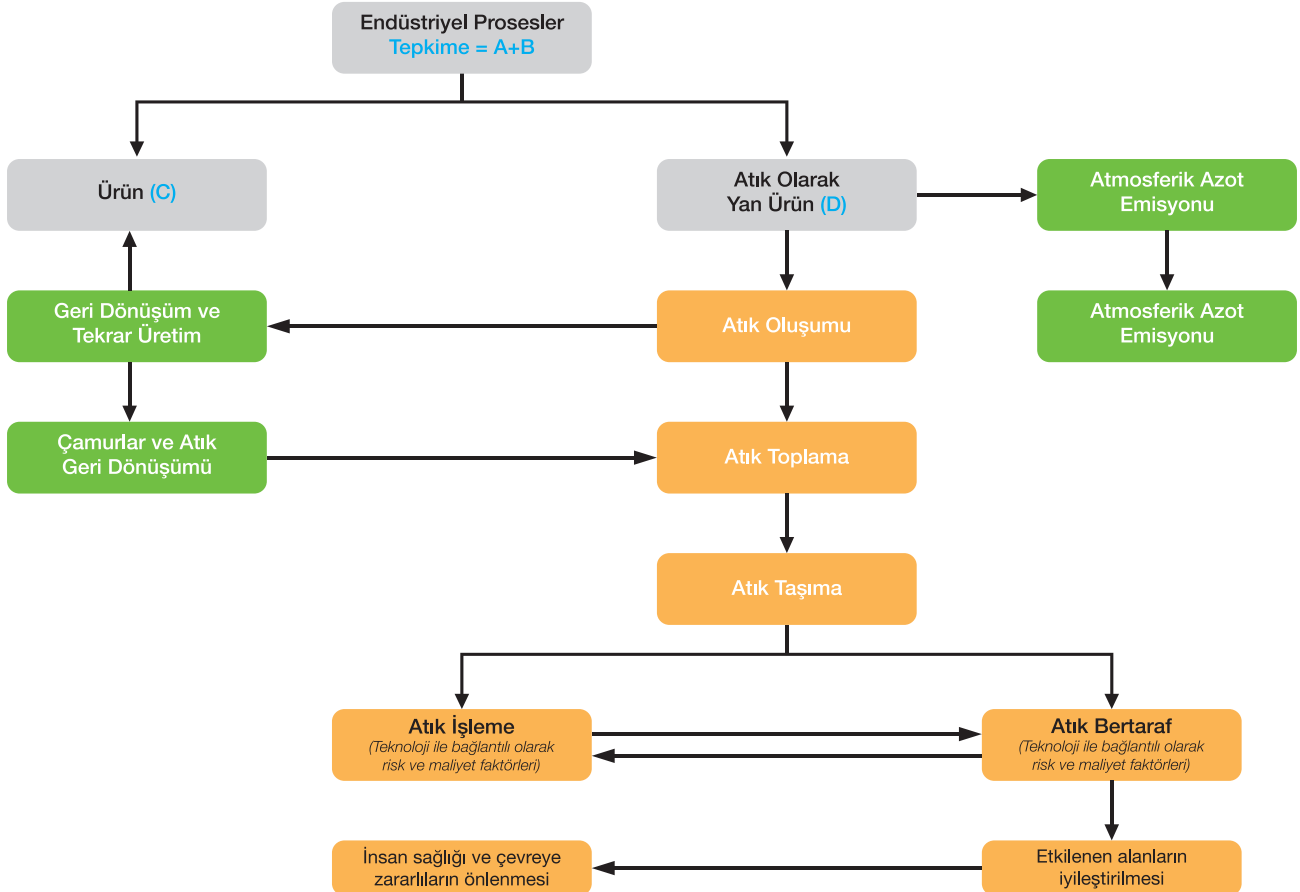 Endüstriyel Prosesler
Tepkime = A+B
Ürün (C)
Atık Olarak
Yan Ürün (D)
Atmosferik Azot
Emisyonu
Geri Dönüşüm ve
Tekrar Üretim
Atık Oluşumu
Atmosferik Azot
Emisyonu
Çamurlar ve Atık
Geri Dönüşümü
Atık Toplama
Atık Taşıma
Atık İşleme
(Teknoloji ile bağlantılı olarak
risk ve maliyet faktörleri)
Atık Bertaraf
(Teknoloji ile bağlantılı olarak
risk ve maliyet faktörleri)
İnsan sağlığı ve çevreye
zararlıların önlenmesi
Etkilenen alanların
iyileştirilmesi